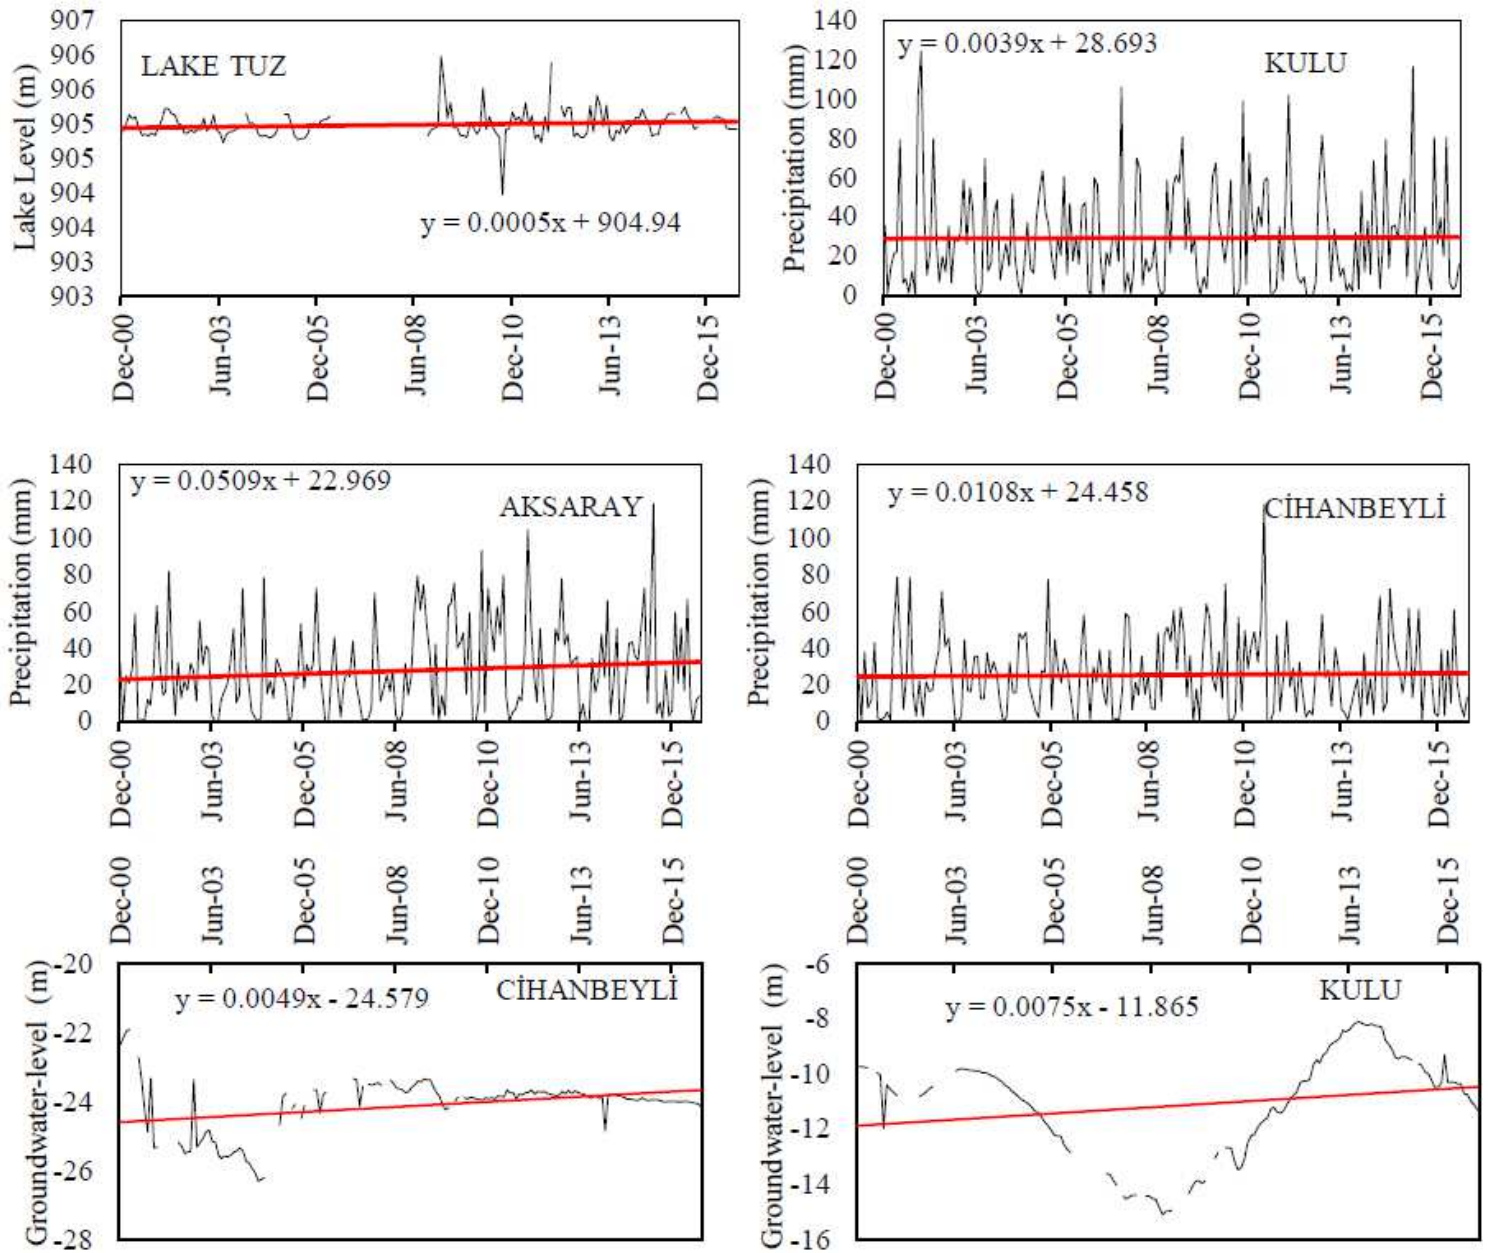 Lake Level (m)
907
906
906
905
905
904
904
903
903
LAKE TUZ
y = 0.0005x + 904.94
Dec-00
Jun-03
Dec-05
Jun-08
Dec-10
Jun-13
Dec-15
Precipitation (mm)
140
120
100
80
60
40
20
0
y = 0.0039x + 28.693
KULU
Dec-00
Jun-03
Dec-05
Jun-08
Dec-10
Jun-13
Dec-15
Precipitation (mm)
140
120
100
80
60
40
20
0
y = 0.0509x + 22.969
AKSARAY
Dec-00
Jun-03
Dec-05
Jun-08
Dec-10
Jun-13
Dec-15
Precipitation (mm)
140
120
100
80
60
40
20
0
y = 0.0108x + 24.458
CİHANBEYLİ
Dec-00
Jun-03
Dec-05
Jun-08
Dec-10
Jun-13
Dec-15
Dec-00
Jun-03
Dec-05
Jun-08
Dec-10
Jun-13
Dec-15
Groundwater-level (m)
-20
-22
-24
-26
-28
y = 0.0049x - 24.579
CİHANBEYLİ
Dec-00
Jun-03
Dec-05
Jun-08
Dec-10
Jun-13
Dec-15
Groundwater-level (m)
-6
-8
-10
-12
-14
-16
y = 0.0075x - 11.865
KULU